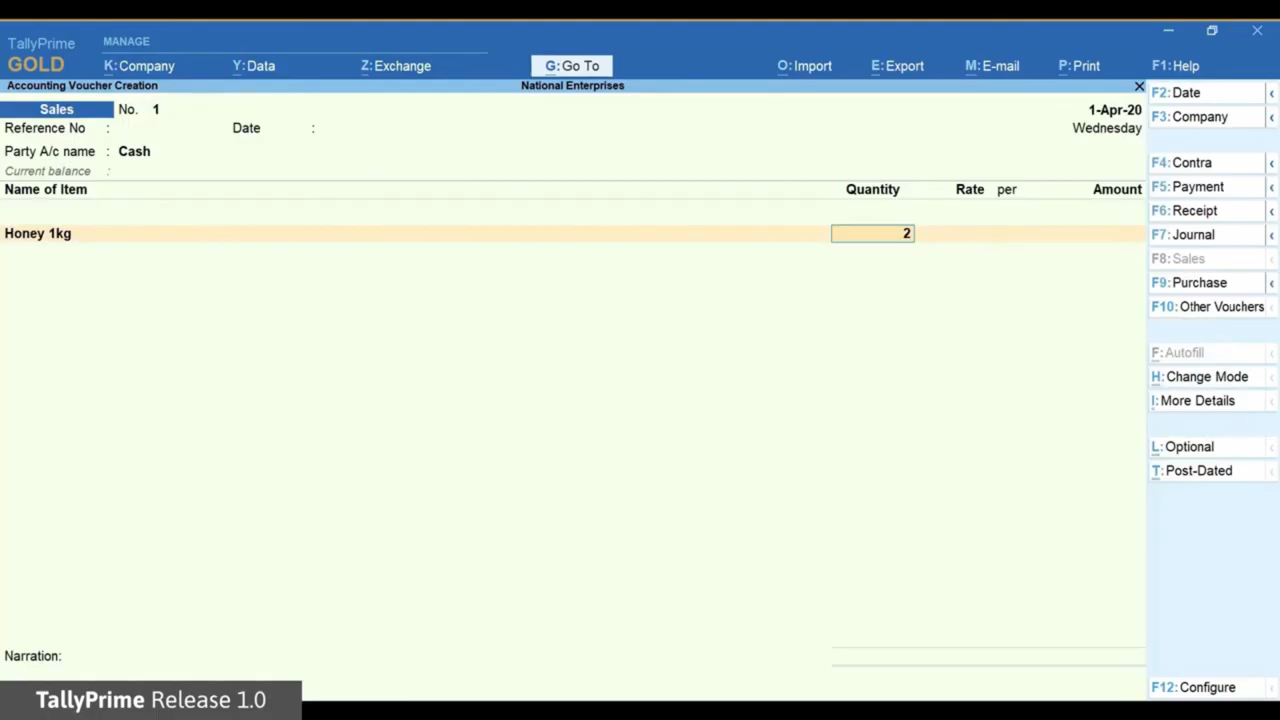 TallyPrime MANAGE
GOLD K:Company Y:Data Z:Exchange G:Go To O:Import E:Export M:E-mail P:Print F1:Help
Accounting Voucher Creation National Enterprises
Sales No. 1 1-Apr-20
Reference No : Date : Wednesday
Party A/c name : Cash
Current balance :
Name of Item Quantity Rate per Amount
Honey 1kg 2
Narration:
F2:Date
F3:Company
F4:Contra
F5:Payment
F6:Receipt
F7:Journal
F8:Sales
F9:Purchase
F10:Other Vouchers
F:Autofill
H:Change Mode
I:More Details
L:Optional
T:Post-Dated
F12:Configure
TallyPrime Release 1.0